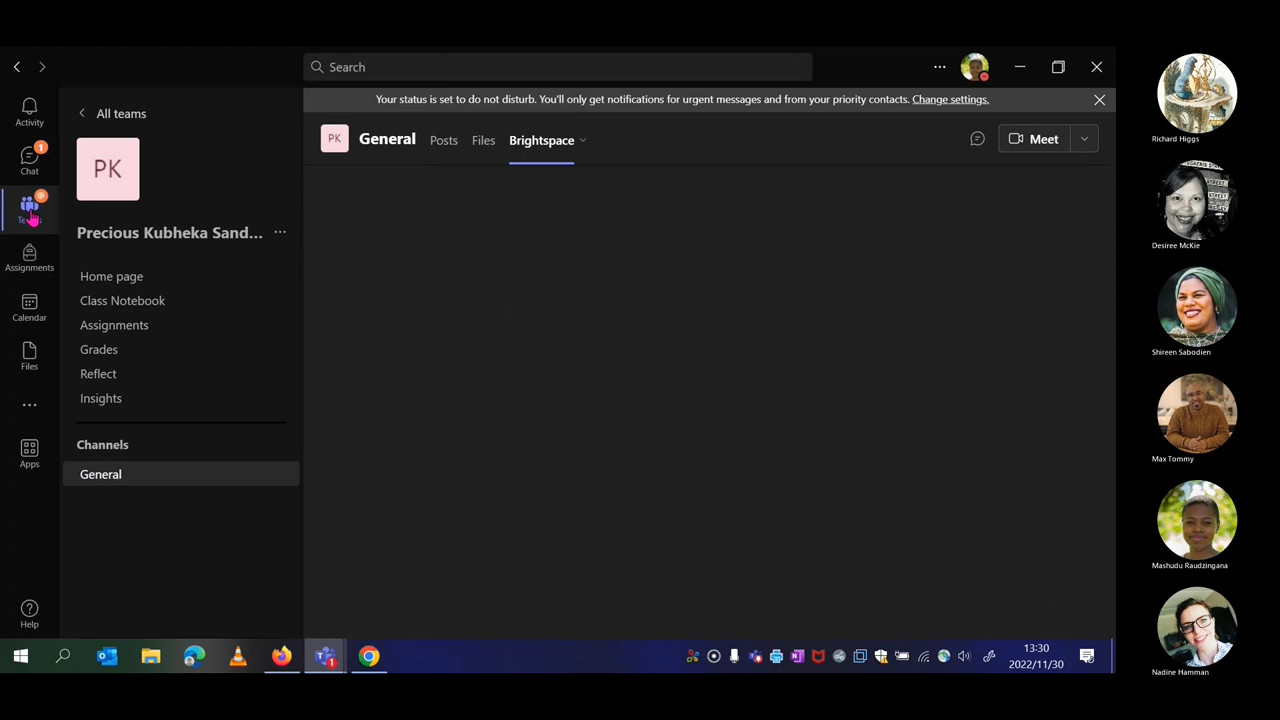 Search
Your status is set to do not disturb. You'll only get notifications for urgent messages and from your priority contacts. Change settings.
Activity
Chat
1
Assignments
Calendar
Files
Apps
Help
All teams
PK
Precious Kubheka Sand...
Home page
Class Notebook
Assignments
Grades
Reflect
Insights
Channels
General
PK
General
Posts
Files
Brightspace
Meet
Richard Higgs
Desiree McKie
Shireen Sabodien
Max Tommy
Mashudu Raudzingana
Nadine Hamman
1
13:30
2022/11/30